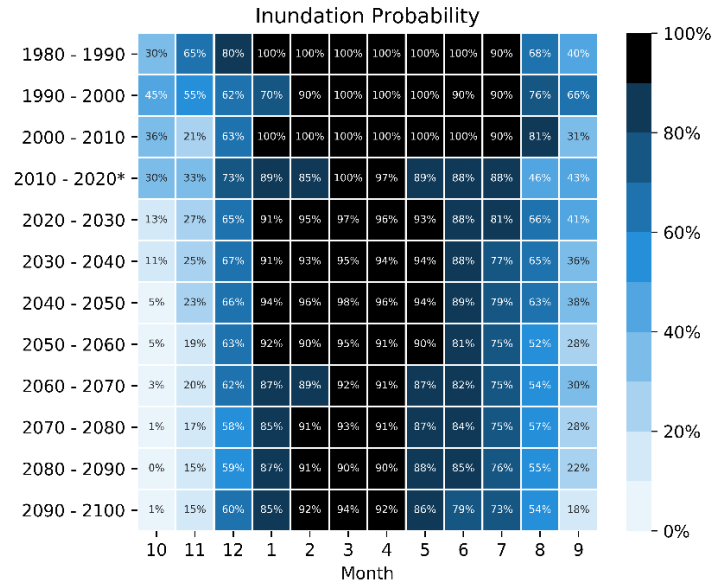 Inundation Probability
1980 - 1990 30% 65% 80% 100% 100% 100% 100% 100% 100% 90% 68% 40%
1990 - 2000 45% 55% 62% 70% 90% 100% 100% 100% 90% 90% 76% 66%
2000 - 2010 36% 21% 63% 100% 100% 100% 100% 100% 100% 90% 81% 31%
2010 - 2020* 30% 33% 73% 89% 85% 100% 97% 89% 88% 88% 46% 43%
2020 - 2030 13% 27% 65% 91% 95% 97% 96% 93% 88% 81% 66% 41%
2030 - 2040 11% 25% 67% 91% 93% 95% 94% 94% 88% 77% 65% 36%
2040 - 2050 5% 23% 66% 94% 96% 98% 96% 94% 89% 79% 63% 38%
2050 - 2060 5% 19% 63% 92% 90% 95% 91% 90% 81% 75% 52% 28%
2060 - 2070 3% 20% 62% 87% 89% 92% 91% 87% 82% 75% 54% 30%
2070 - 2080 1% 17% 58% 85% 91% 93% 91% 87% 84% 75% 57% 28%
2080 - 2090 0% 15% 59% 87% 91% 90% 90% 88% 85% 76% 55% 22%
2090 - 2100 1% 15% 60% 85% 92% 94% 92% 86% 79% 73% 54% 18%
10 11 12 1 2 3 4 5 6 7 8 9
Month
100%
80%
60%
40%
20%
0%